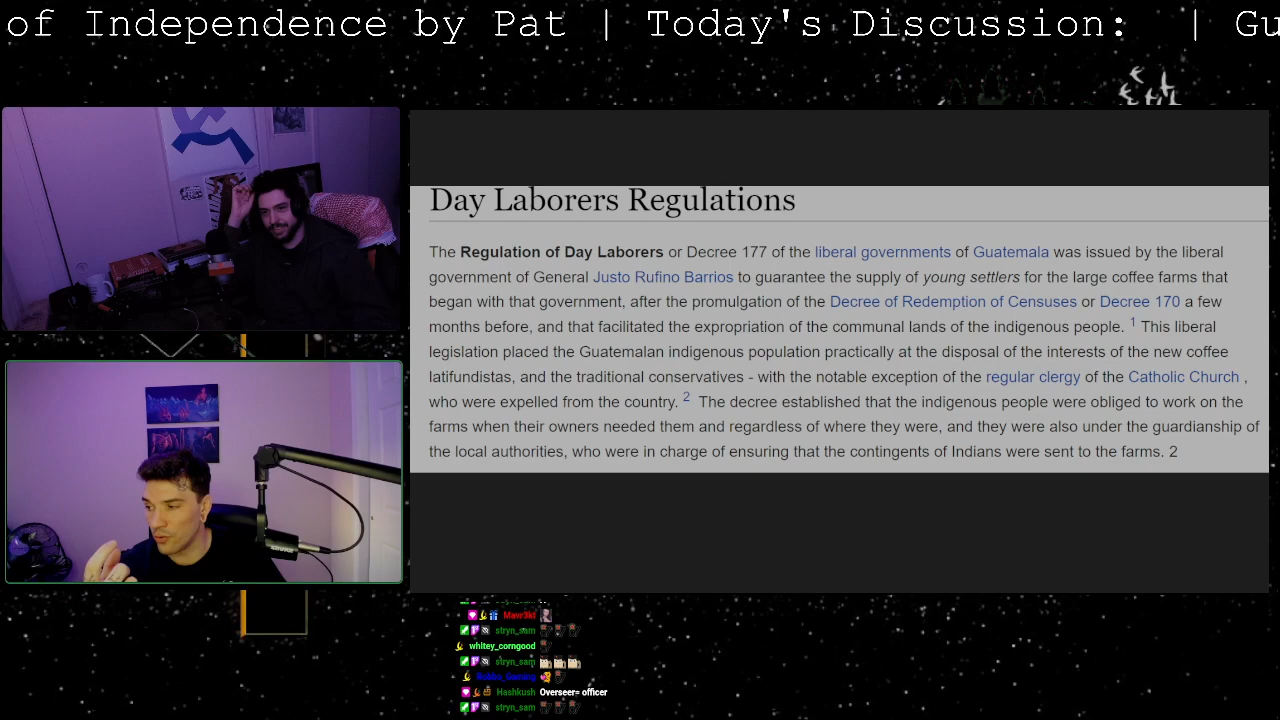 of Independence by Pat | Today's Discussion: | Gu
Day Laborers Regulations
The Regulation of Day Laborers or Decree 177 of the liberal governments of Guatemala was issued by the liberal
government of General Justo Rufino Barrios to guarantee the supply of young settlers for the large coffee farms that
began with that government, after the promulgation of the Decree of Redemption of Censuses or Decree 170 a few
months before, and that facilitated the expropriation of the communal lands of the indigenous people. 1 This liberal
legislation placed the Guatemalan indigenous population practically at the disposal of the interests of the new coffee
latifundistas, and the traditional conservatives - with the notable exception of the regular clergy of the Catholic Church ,
who were expelled from the country. 2 The decree established that the indigenous people were obliged to work on the
farms when their owners needed them and regardless of where they were, and they were also under the guardianship of
the local authorities, who were in charge of ensuring that the contingents of Indians were sent to the farms. 2
SHURE
Mavr3kt
stryn_sam
whitey_corngood
stryn_sam
Hashkush Overseer= officer
stryn_sam